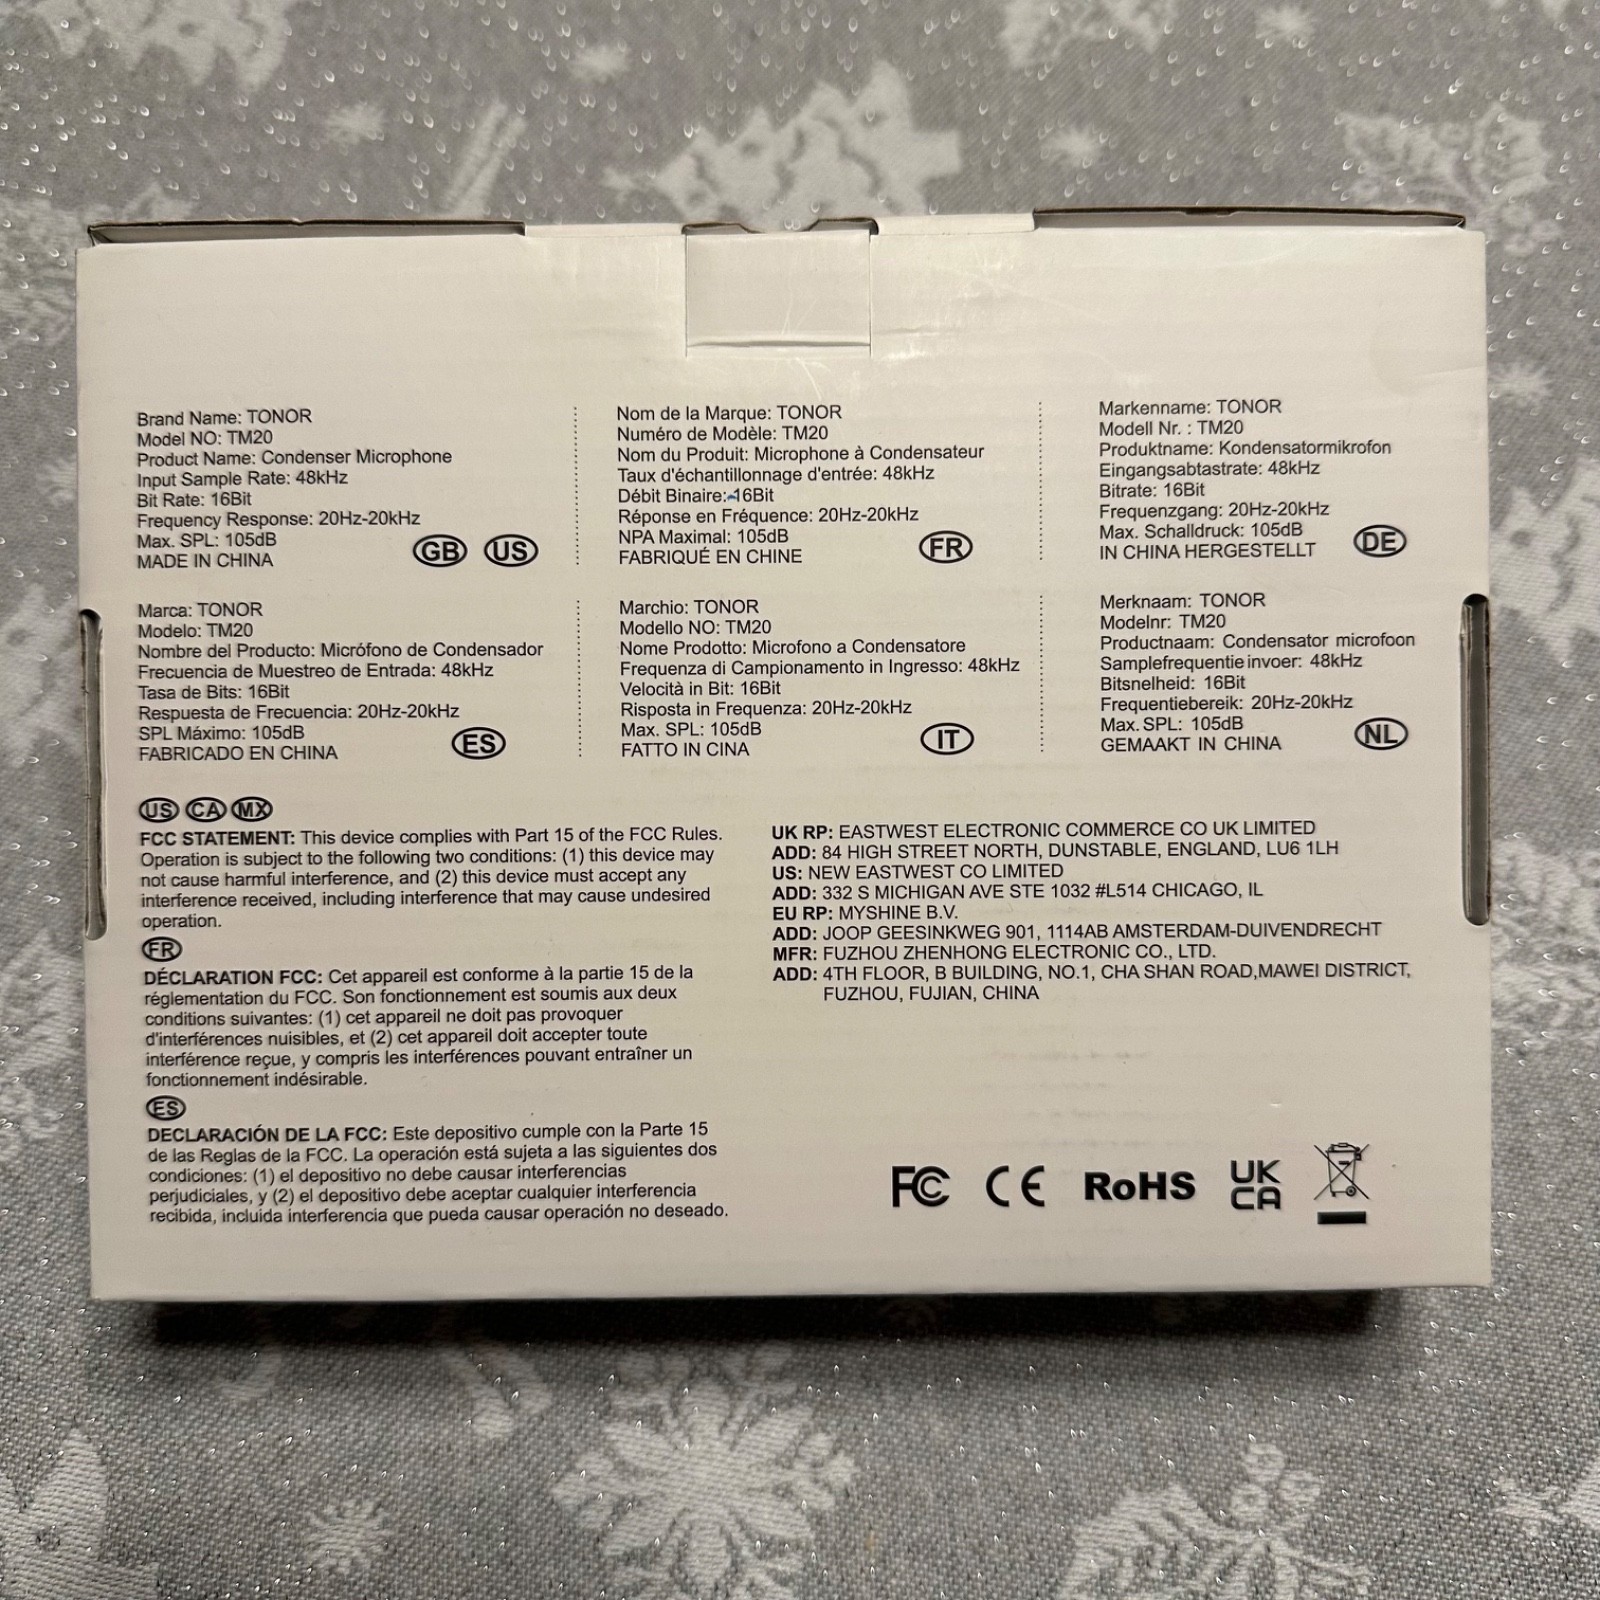 Brand Name: TONOR
Model NO: TM20
Product Name: Condenser Microphone
Input Sample Rate: 48kHz
Bit Rate: 16Bit
Frequency Response: 20Hz-20kHz
Max. SPL: 105dB
MADE IN CHINA
GB US
Nom de la Marque: TONOR
Numéro de Modèle: TM20
Nom du Produit: Microphone à Condensateur
Taux d'échantillonnage d'entrée: 48kHz
Débit Binaire: 16Bit
Réponse en Fréquence: 20Hz-20kHz
NPA Maximal: 105dB
FABRIQUÉ EN CHINE
FR
Markenname: TONOR
Modell Nr. : TM20
Produktname: Kondensatormikrofon
Eingangsabtastrate: 48kHz
Bitrate: 16Bit
Frequenzgang: 20Hz-20kHz
Max. Schalldruck: 105dB
IN CHINA HERGESTELLT
DE
Marca: TONOR
Modelo: TM20
Nombre del Producto: Micrófono de Condensador
Frecuencia de Muestreo de Entrada: 48kHz
Tasa de Bits: 16Bit
Respuesta de Frecuencia: 20Hz-20kHz
SPL Máximo: 105dB
FABRICADO EN CHINA
ES
Marchio: TONOR
Modello NO: TM20
Nome Prodotto: Microfono a Condensatore
Frequenza di Campionamento in Ingresso: 48kHz
Velocità in Bit: 16Bit
Risposta in Frequenza: 20Hz-20kHz
Max. SPL: 105dB
FATTO IN CINA
IT
Merknaam: TONOR
Modelnr: TM20
Productnaam: Condensator microfoon
Samplefrequentie invoer: 48kHz
Bitsnelheid: 16Bit
Frequentiebereik: 20Hz-20kHz
Max. SPL: 105dB
GEMAAKT IN CHINA
NL
US CA MX
FCC STATEMENT: This device complies with Part 15 of the FCC Rules.
Operation is subject to the following two conditions: (1) this device may
not cause harmful interference, and (2) this device must accept any
interference received, including interference that may cause undesired
operation.
FR
DÉCLARATION FCC: Cet appareil est conforme à la partie 15 de la
réglementation du FCC. Son fonctionnement est soumis aux deux
conditions suivantes: (1) cet appareil ne doit pas provoquer
d'interférences nuisibles, et (2) cet appareil doit accepter toute
interférence reçue, y compris les interférences pouvant entraîner un
fonctionnement indésirable.
ES
DECLARACIÓN DE LA FCC: Este depositivo cumple con la Parte 15
de las Reglas de la FCC. La operación está sujeta a las siguientes dos
condiciones: (1) el depositivo no debe causar interferencias
perjudiciales, y (2) el depositivo debe aceptar cualquier interferencia
recibida, incluida interferencia que pueda causar operación no deseado.
UK RP: EASTWEST ELECTRONIC COMMERCE CO UK LIMITED
ADD: 84 HIGH STREET NORTH, DUNSTABLE, ENGLAND, LU6 1LH
US: NEW EASTWEST CO LIMITED
ADD: 332 S MICHIGAN AVE STE 1032 #L514 CHICAGO, IL
EU RP: MYSHINE B.V.
ADD: JOOP GEESINKWEG 901, 1114AB AMSTERDAM-DUIVENDRECHT
MFR: FUZHOU ZHENHONG ELECTRONIC CO., LTD.
ADD: 4TH FLOOR, B BUILDING, NO.1, CHA SHAN ROAD,MAWEI DISTRICT,
FUZHOU, FUJIAN, CHINA
FC CE RoHS UK
CA